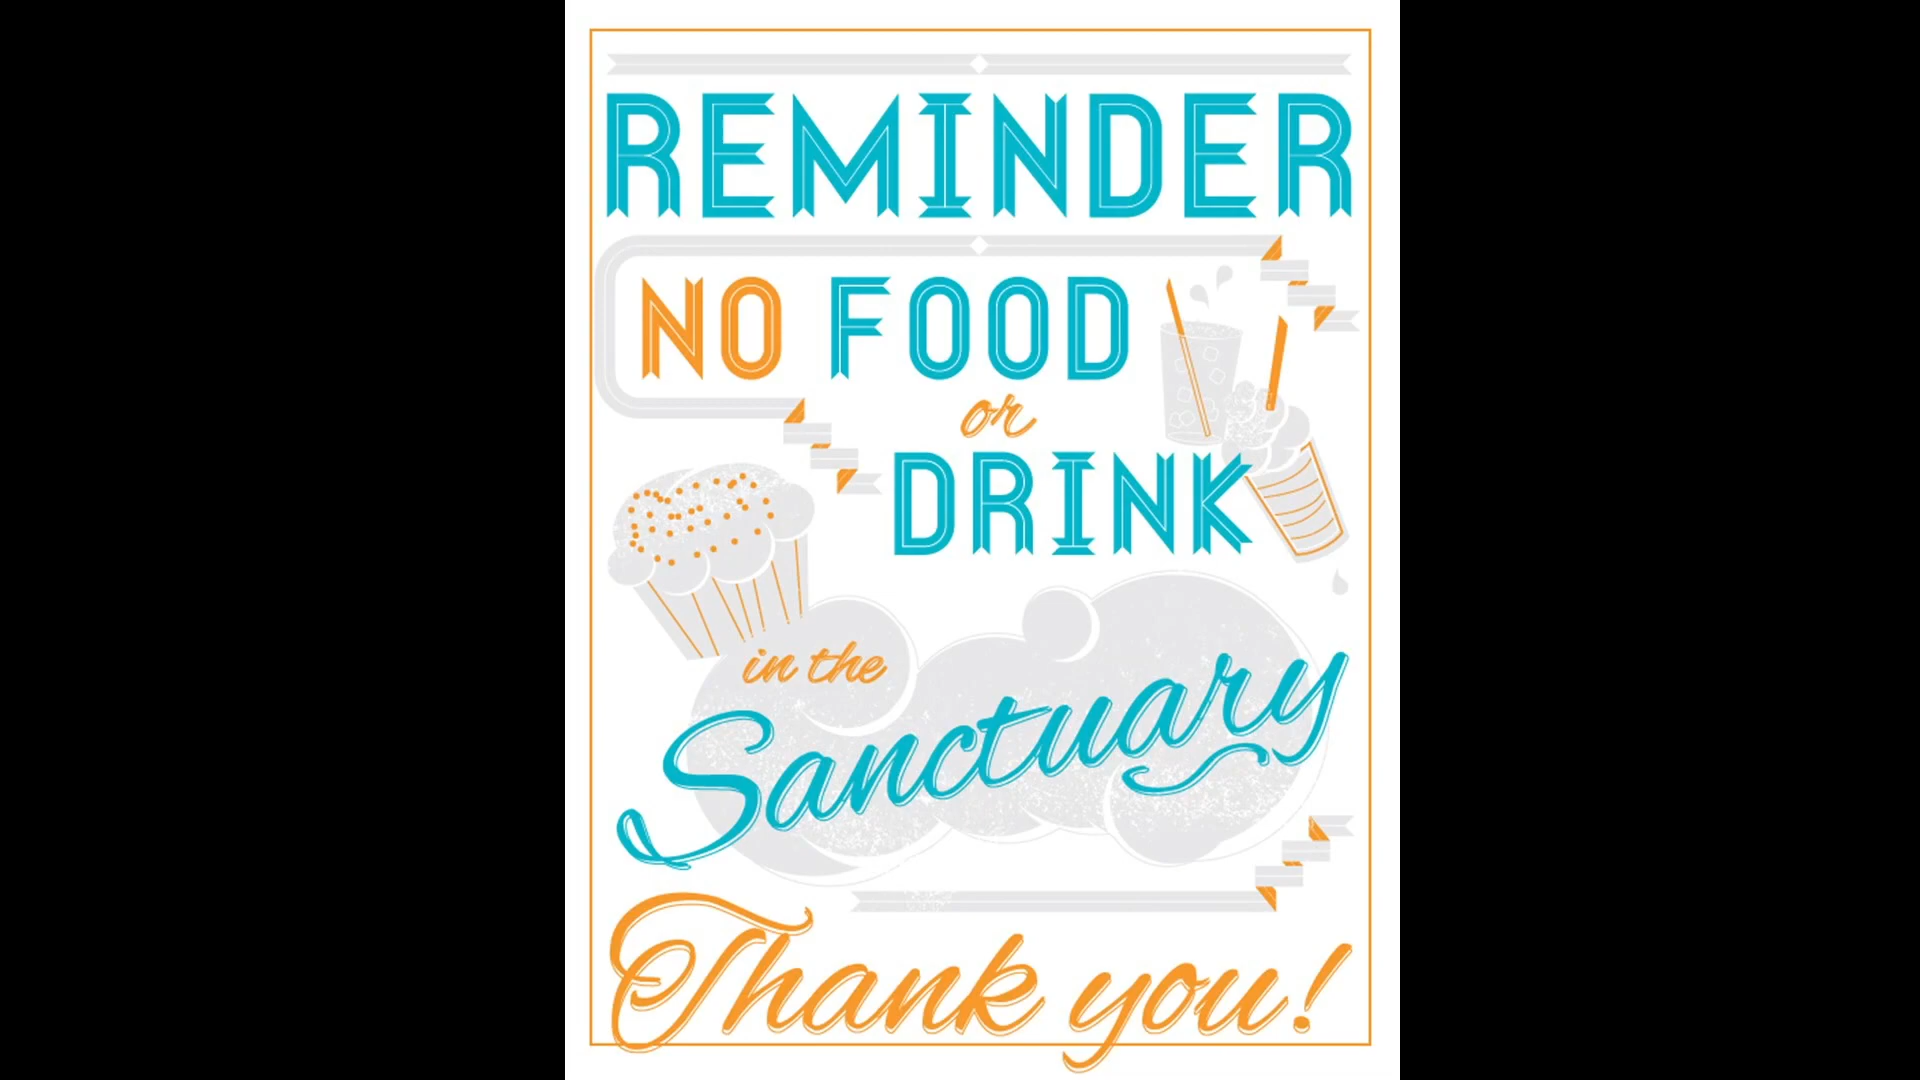 REMINDER
NO FOOD
or
DRINK
in the
Sanctuary
Thank you!